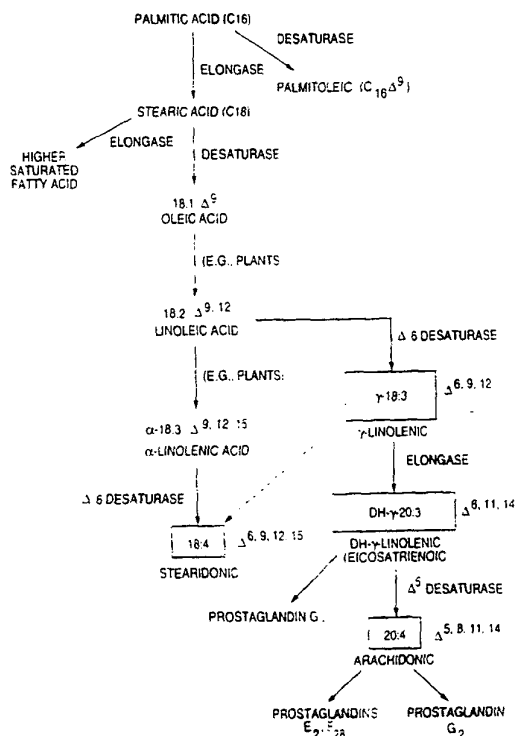 PALMITIC ACID (C16)
DESATURASE
ELONGASE
PALMITOLEIC (C16Δ9)
STEARIC ACID (C18)
ELONGASE
HIGHER
SATURATED
FATTY ACID
DESATURASE
18.1 Δ9
OLEIC ACID
(E.G., PLANTS
18.2 Δ9, 12
LINOLEIC ACID
Δ 6 DESATURASE
(E.G., PLANTS:
γ-18:3 Δ6, 9, 12
γ-LINOLENIC
α-18.3 Δ9, 12, 15
α-LINOLENIC ACID
ELONGASE
Δ 6 DESATURASE
DH-γ-20:3 Δ8, 11, 14
DH-γ-LINOLENIC
(EICOSATRIENOIC
18:4 Δ6, 9, 12, 15
STEARIDONIC
Δ5 DESATURASE
PROSTAGLANDIN G
20:4 Δ5, 8, 11, 14
ARACHIDONIC
PROSTAGLANDINS
E2,
PROSTAGLANDIN
G2